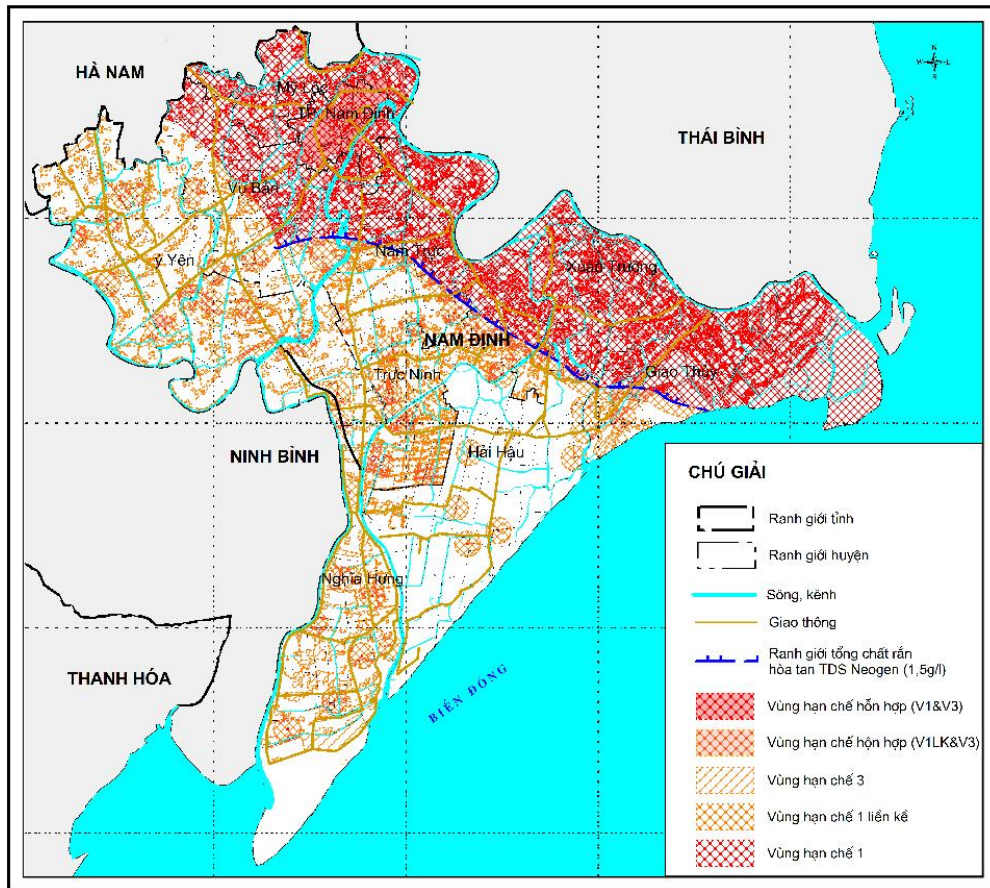 HÀ NAM
Mỹ Lộc
TP. Nam Định
THÁI BÌNH
Vụ Bản
Ý Yên
Nam Trực
Xuân Trường
NAM ĐỊNH
Trực Ninh
Giao Thủy
NINH BÌNH
Hải Hậu
Nghĩa Hưng
THANH HÓA
BIỂN ĐÔNG
CHÚ GIẢI
Ranh giới tỉnh
Ranh giới huyện
Sông, kênh
Giao thông
Ranh giới tổng chất rắn
hòa tan TDS Neogen (1,5g/l)
Vùng hạn chế hỗn hợp (V1&V3)
Vùng hạn chế hộn hợp (V1LK&V3)
Vùng hạn chế 3
Vùng hạn chế 1 liền kề
Vùng hạn chế 1